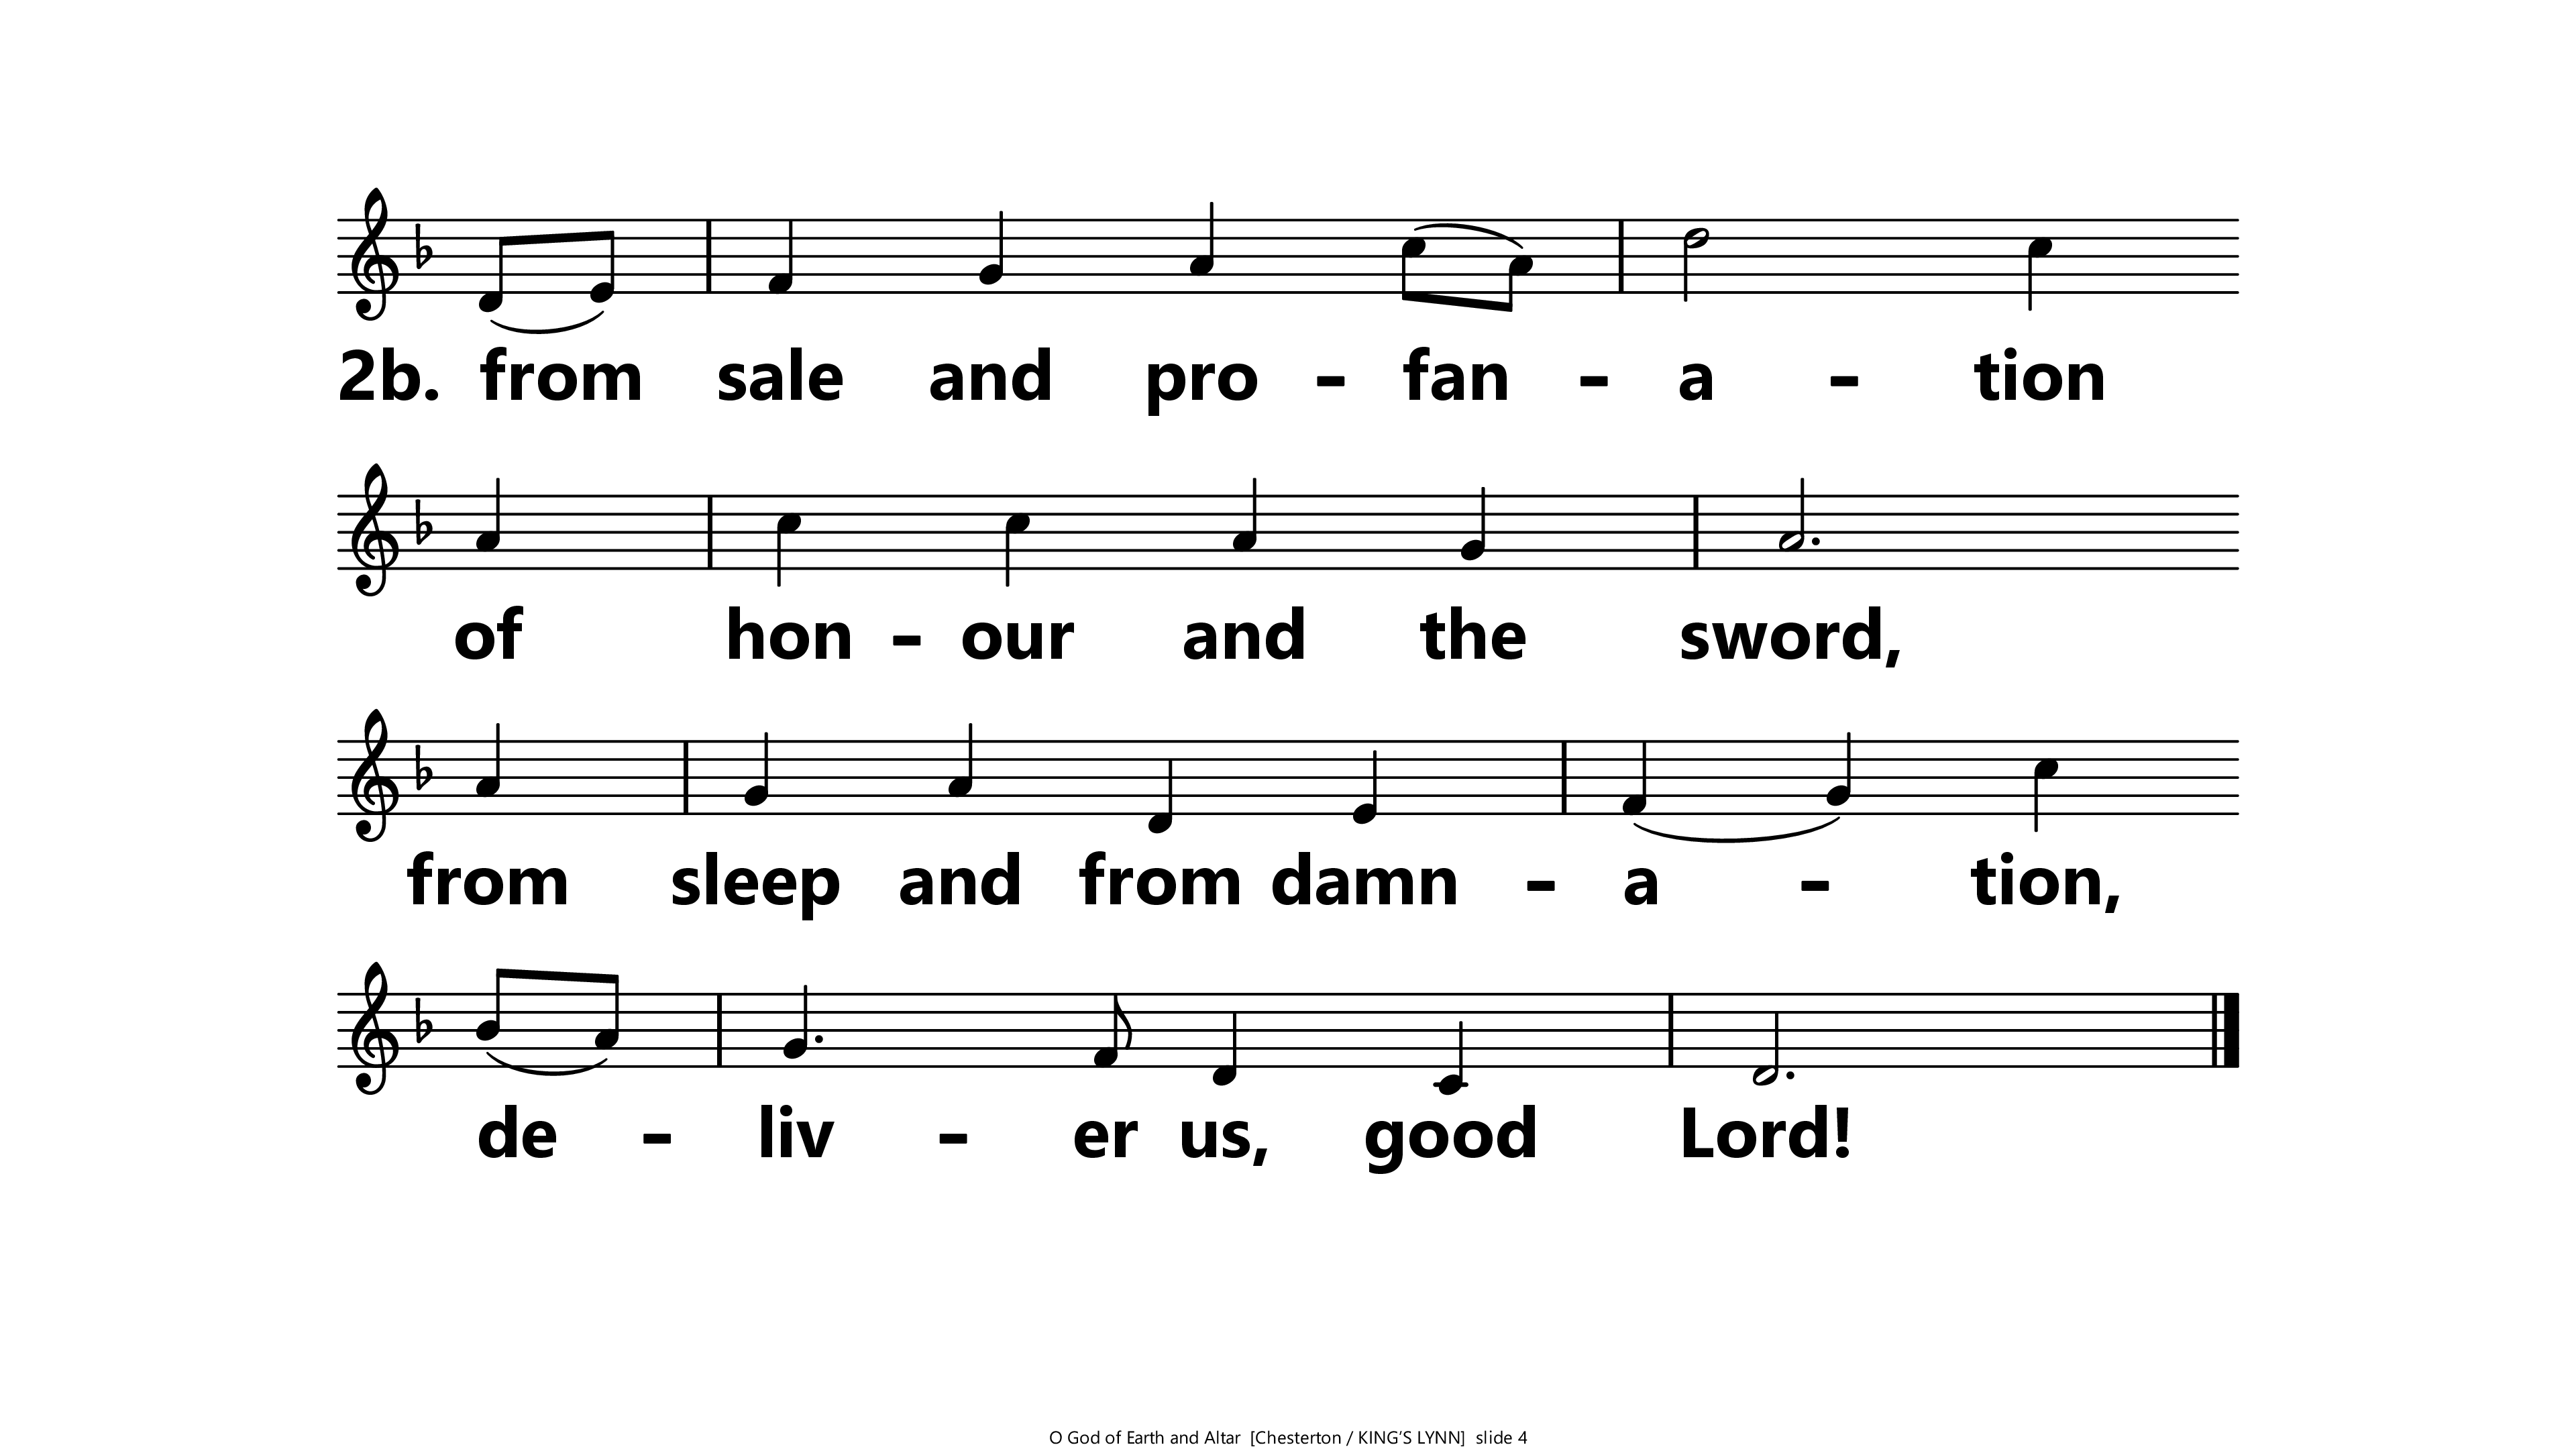 2b. from sale and pro - fan - a - tion
of hon - our and the sword,
from sleep and from damn - a - tion,
de - liv - er us, good Lord!
O God of Earth and Altar [Chesterton / KING’S LYNN] slide 4